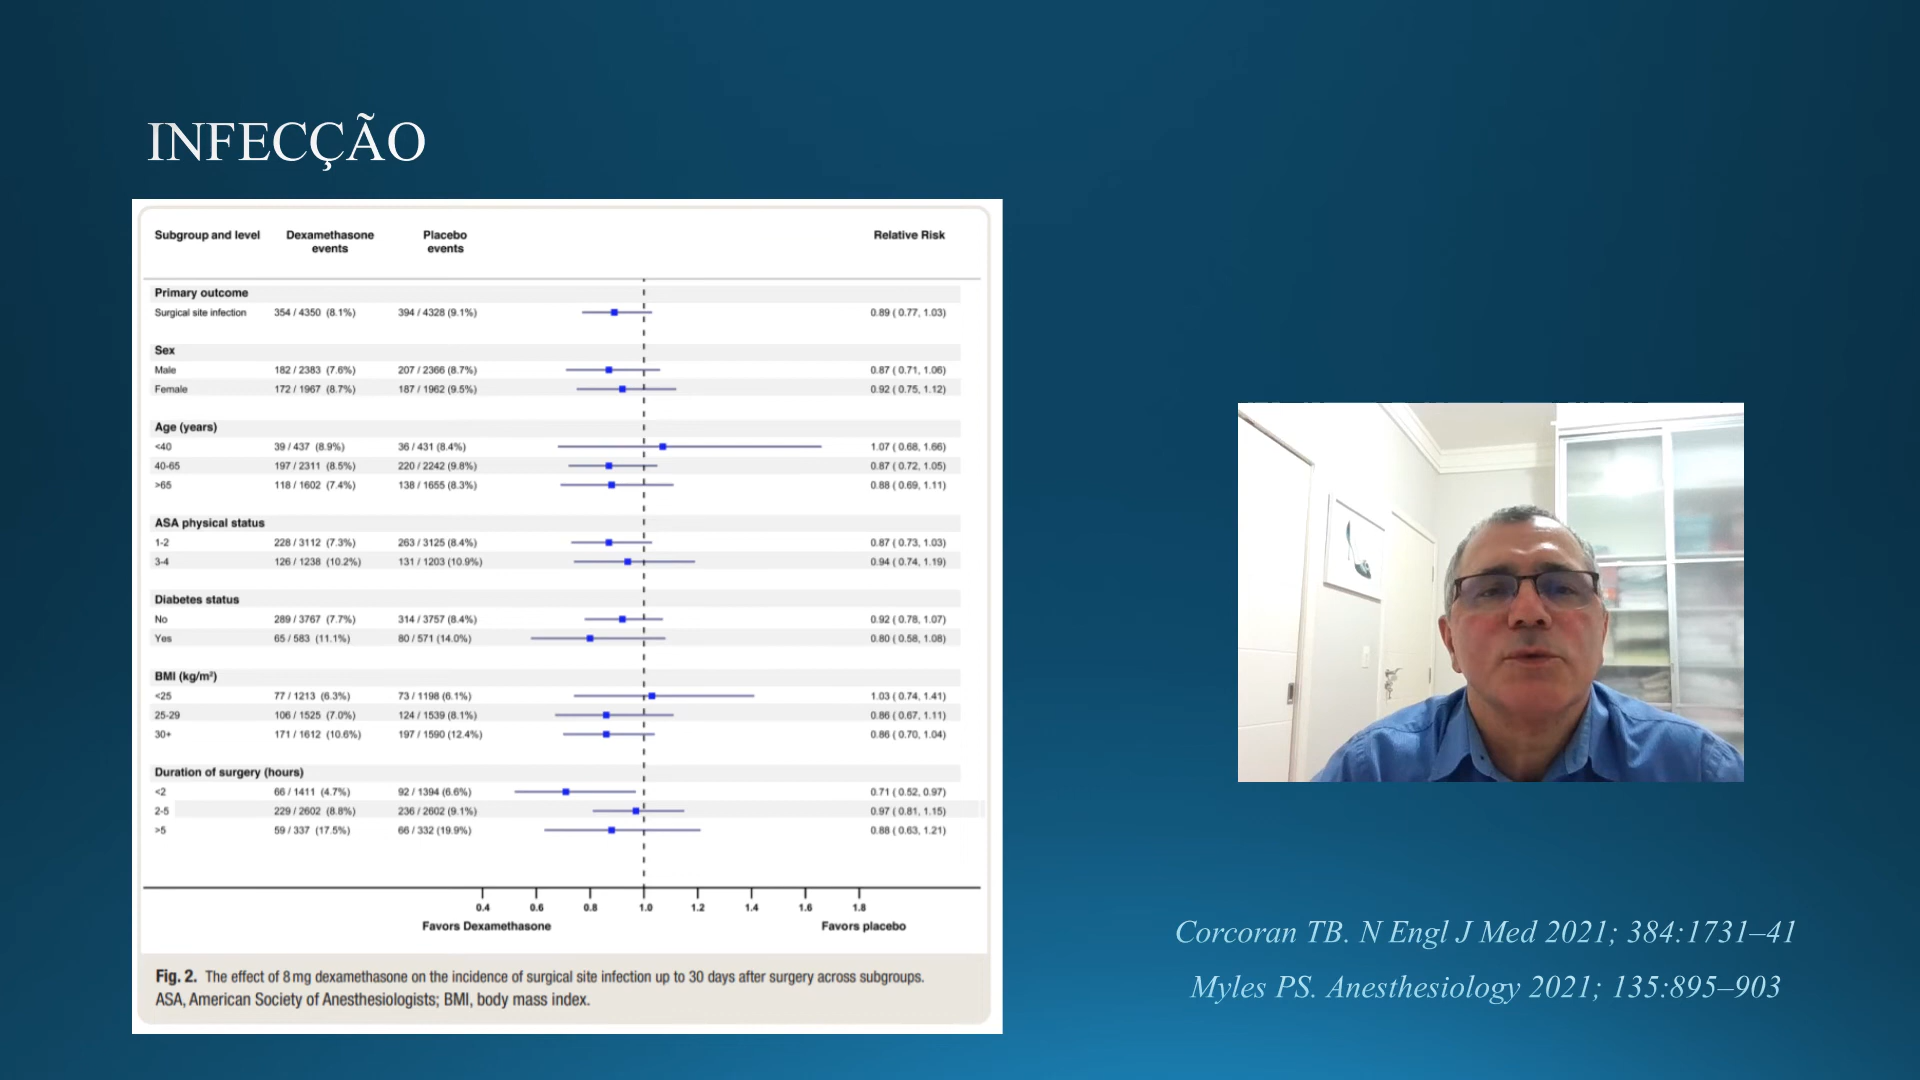 INFECÇÃO
Subgroup and level Dexamethasone events Placebo events Relative Risk
Primary outcome
Surgical site infection 354 / 4350 (8.1%) 394 / 4328 (9.1%) 0.89 ( 0.77, 1.03)
Sex
Male 182 / 2383 (7.6%) 207 / 2366 (8.7%) 0.87 ( 0.71, 1.06)
Female 172 / 1967 (8.7%) 187 / 1962 (9.5%) 0.92 ( 0.75, 1.12)
Age (years)
<40 39 / 437 (8.9%) 36 / 431 (8.4%) 1.07 ( 0.68, 1.66)
40-65 197 / 2311 (8.5%) 220 / 2242 (9.8%) 0.87 ( 0.72, 1.05)
>65 118 / 1602 (7.4%) 138 / 1655 (8.3%) 0.88 ( 0.69, 1.11)
ASA physical status
1-2 228 / 3112 (7.3%) 263 / 3125 (8.4%) 0.87 ( 0.73, 1.03)
3-4 126 / 1238 (10.2%) 131 / 1203 (10.9%) 0.94 ( 0.74, 1.19)
Diabetes status
No 289 / 3767 (7.7%) 314 / 3757 (8.4%) 0.92 ( 0.78, 1.07)
Yes 65 / 583 (11.1%) 80 / 571 (14.0%) 0.80 ( 0.58, 1.08)
BMI (kg/m²)
<25 77 / 1213 (6.3%) 73 / 1198 (6.1%) 1.03 ( 0.74, 1.41)
25-29 106 / 1525 (7.0%) 124 / 1539 (8.1%) 0.86 ( 0.67, 1.11)
30+ 171 / 1612 (10.6%) 197 / 1590 (12.4%) 0.86 ( 0.70, 1.04)
Duration of surgery (hours)
<2 66 / 1411 (4.7%) 92 / 1394 (6.6%) 0.71 ( 0.52, 0.97)
2-5 229 / 2602 (8.8%) 236 / 2602 (9.1%) 0.97 ( 0.81, 1.15)
>5 59 / 337 (17.5%) 66 / 332 (19.9%) 0.88 ( 0.63, 1.21)
0.4 0.6 0.8 1.0 1.2 1.4 1.6 1.8
Favors Dexamethasone Favors placebo
Fig. 2. The effect of 8 mg dexamethasone on the incidence of surgical site infection up to 30 days after surgery across subgroups.
ASA, American Society of Anesthesiologists; BMI, body mass index.
Corcoran TB. N Engl J Med 2021; 384:1731–41
Myles PS. Anesthesiology 2021; 135:895–903